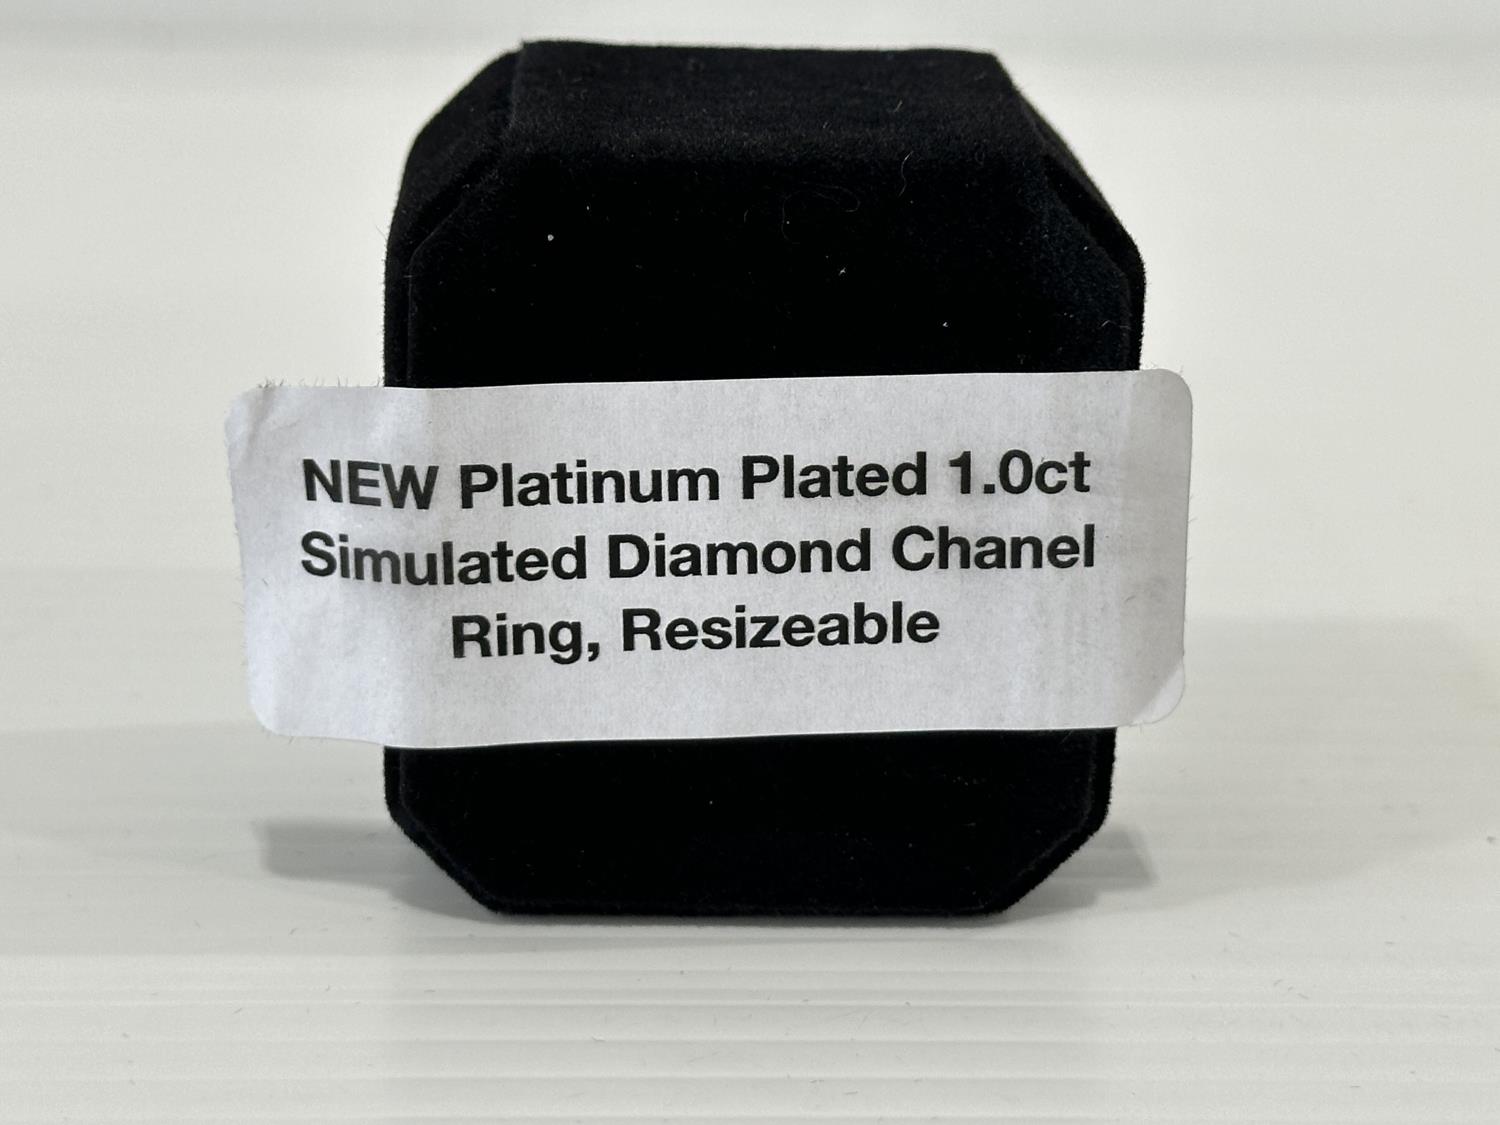 NEW Platinum Plated 1.0ct
Simulated Diamond Chanel
Ring, Resizeable